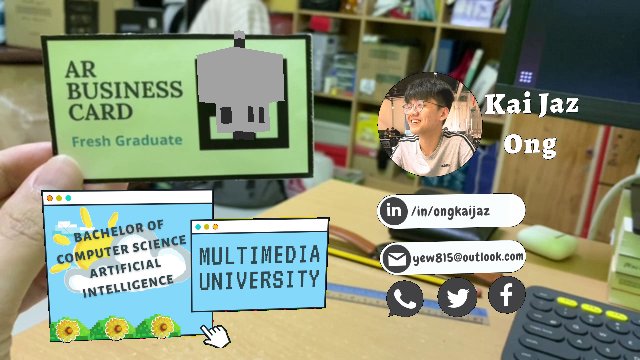 AR
BUSINESS
CARD
Fresh Graduate
Kai Jaz
Ong
in /in/ongkaijaz
yew815@outlook.com
BACHELOR OF
COMPUTER SCIENCE
ARTIFICIAL
INTELLIGENCE
MULTIMEDIA
UNIVERSITY